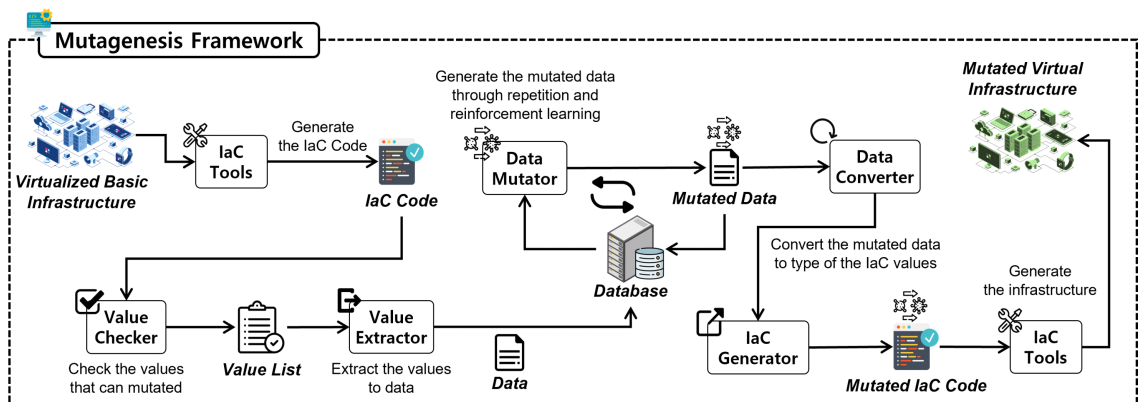 Mutagenesis Framework
Virtualized Basic
Infrastructure
IaC
Tools
Generate
the IaC Code
IaC Code
Value
Checker
Check the values
that can mutated
Value List
Value
Extractor
Extract the values
to data
Data
Database
Generate the mutated data
through repetition and
reinforcement learning
Data
Mutator
Mutated Data
Data
Converter
Convert the mutated data
to type of the IaC values
IaC
Generator
Mutated IaC Code
Generate
the infrastructure
IaC
Tools
Mutated Virtual
Infrastructure